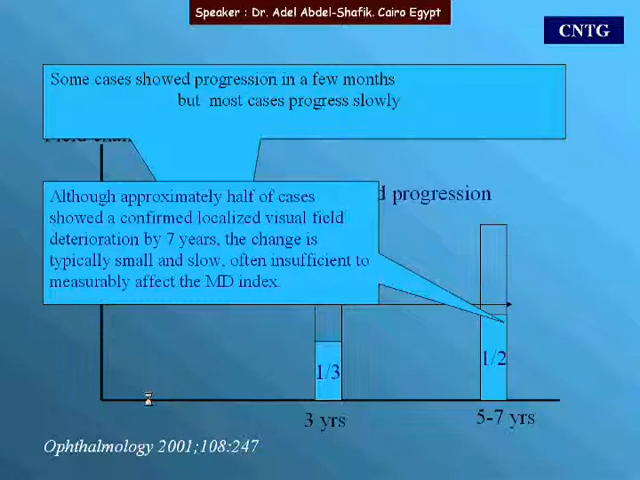 Speaker : Dr. Adel Abdel-Shafik. Cairo Egypt
CNTG
Some cases showed progression in a few months
but most cases progress slowly
Although approximately half of cases
showed a confirmed localized visual field
deterioration by 7 years, the change is
typically small and slow, often insufficient to
measurably affect the MD index.
progression
1/3
1/2
3 yrs
5-7 yrs
Ophthalmology 2001;108:247